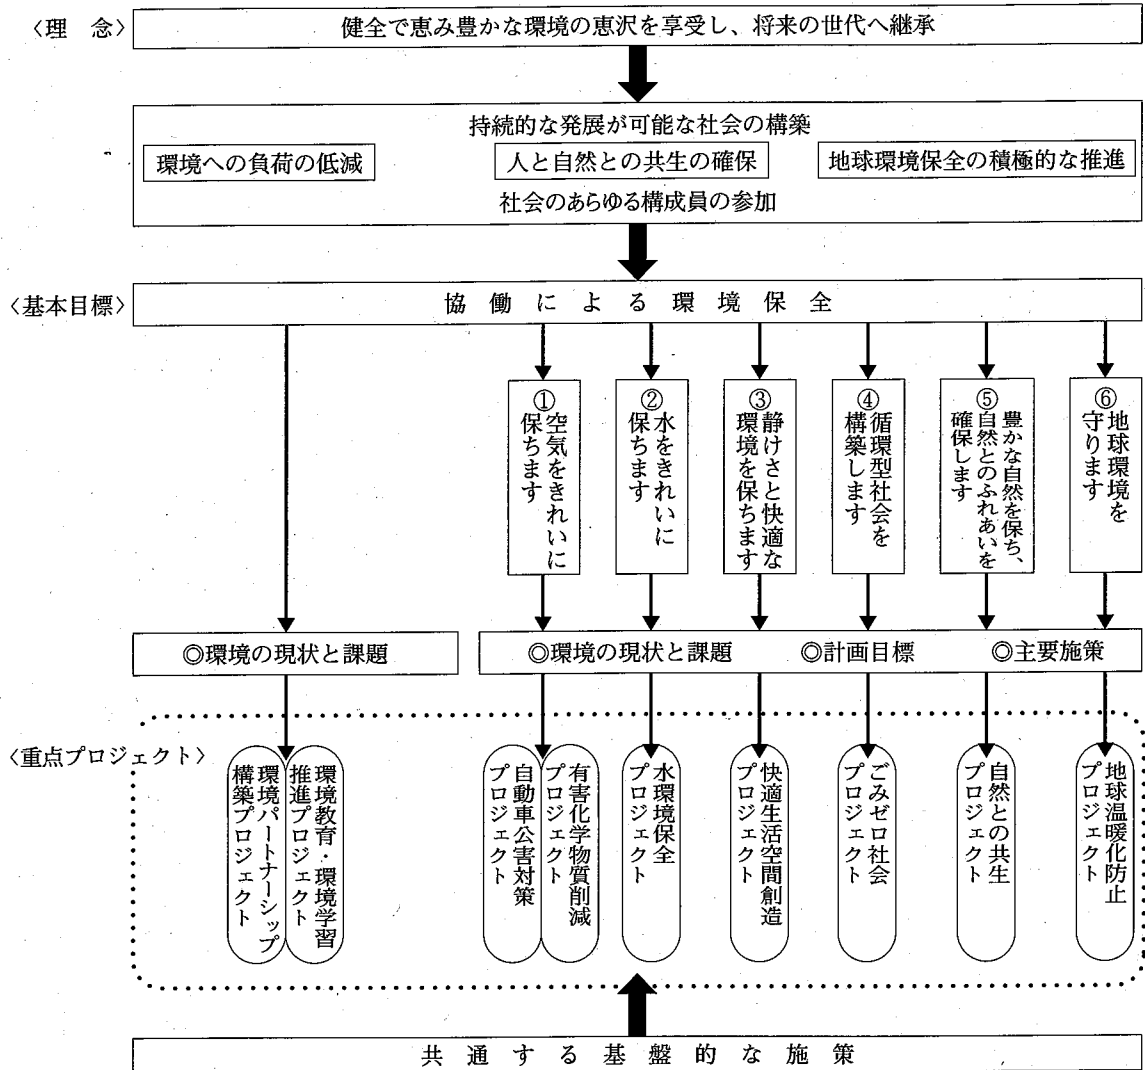 〈理　念〉
健全で恵み豊かな環境の恵沢を享受し、将来の世代へ継承
持続的な発展が可能な社会の構築
環境への負荷の低減
人と自然との共生の確保
地球環境保全の積極的な推進
社会のあらゆる構成員の参加
〈基本目標〉
協働による環境保全
①
空気をきれいに
保ちます
②
水をきれいに
保ちます
③
静けさと快適な
環境を保ちます
④
循環型社会を
構築します
⑤
豊かな自然を保ち、
自然とのふれあいを
確保します
⑥
地球環境を
守ります
◎環境の現状と課題
◎環境の現状と課題　◎計画目標　◎主要施策
〈重点プロジェクト〉
環境パートナーシップ
構築プロジェクト
環境教育・環境学習
推進プロジェクト
自動車公害対策
プロジェクト
有害化学物質削減
プロジェクト
水環境保全
プロジェクト
快適生活空間創造
プロジェクト
ごみゼロ社会
プロジェクト
自然との共生
プロジェクト
地球温暖化防止
プロジェクト
共通する基盤的な施策